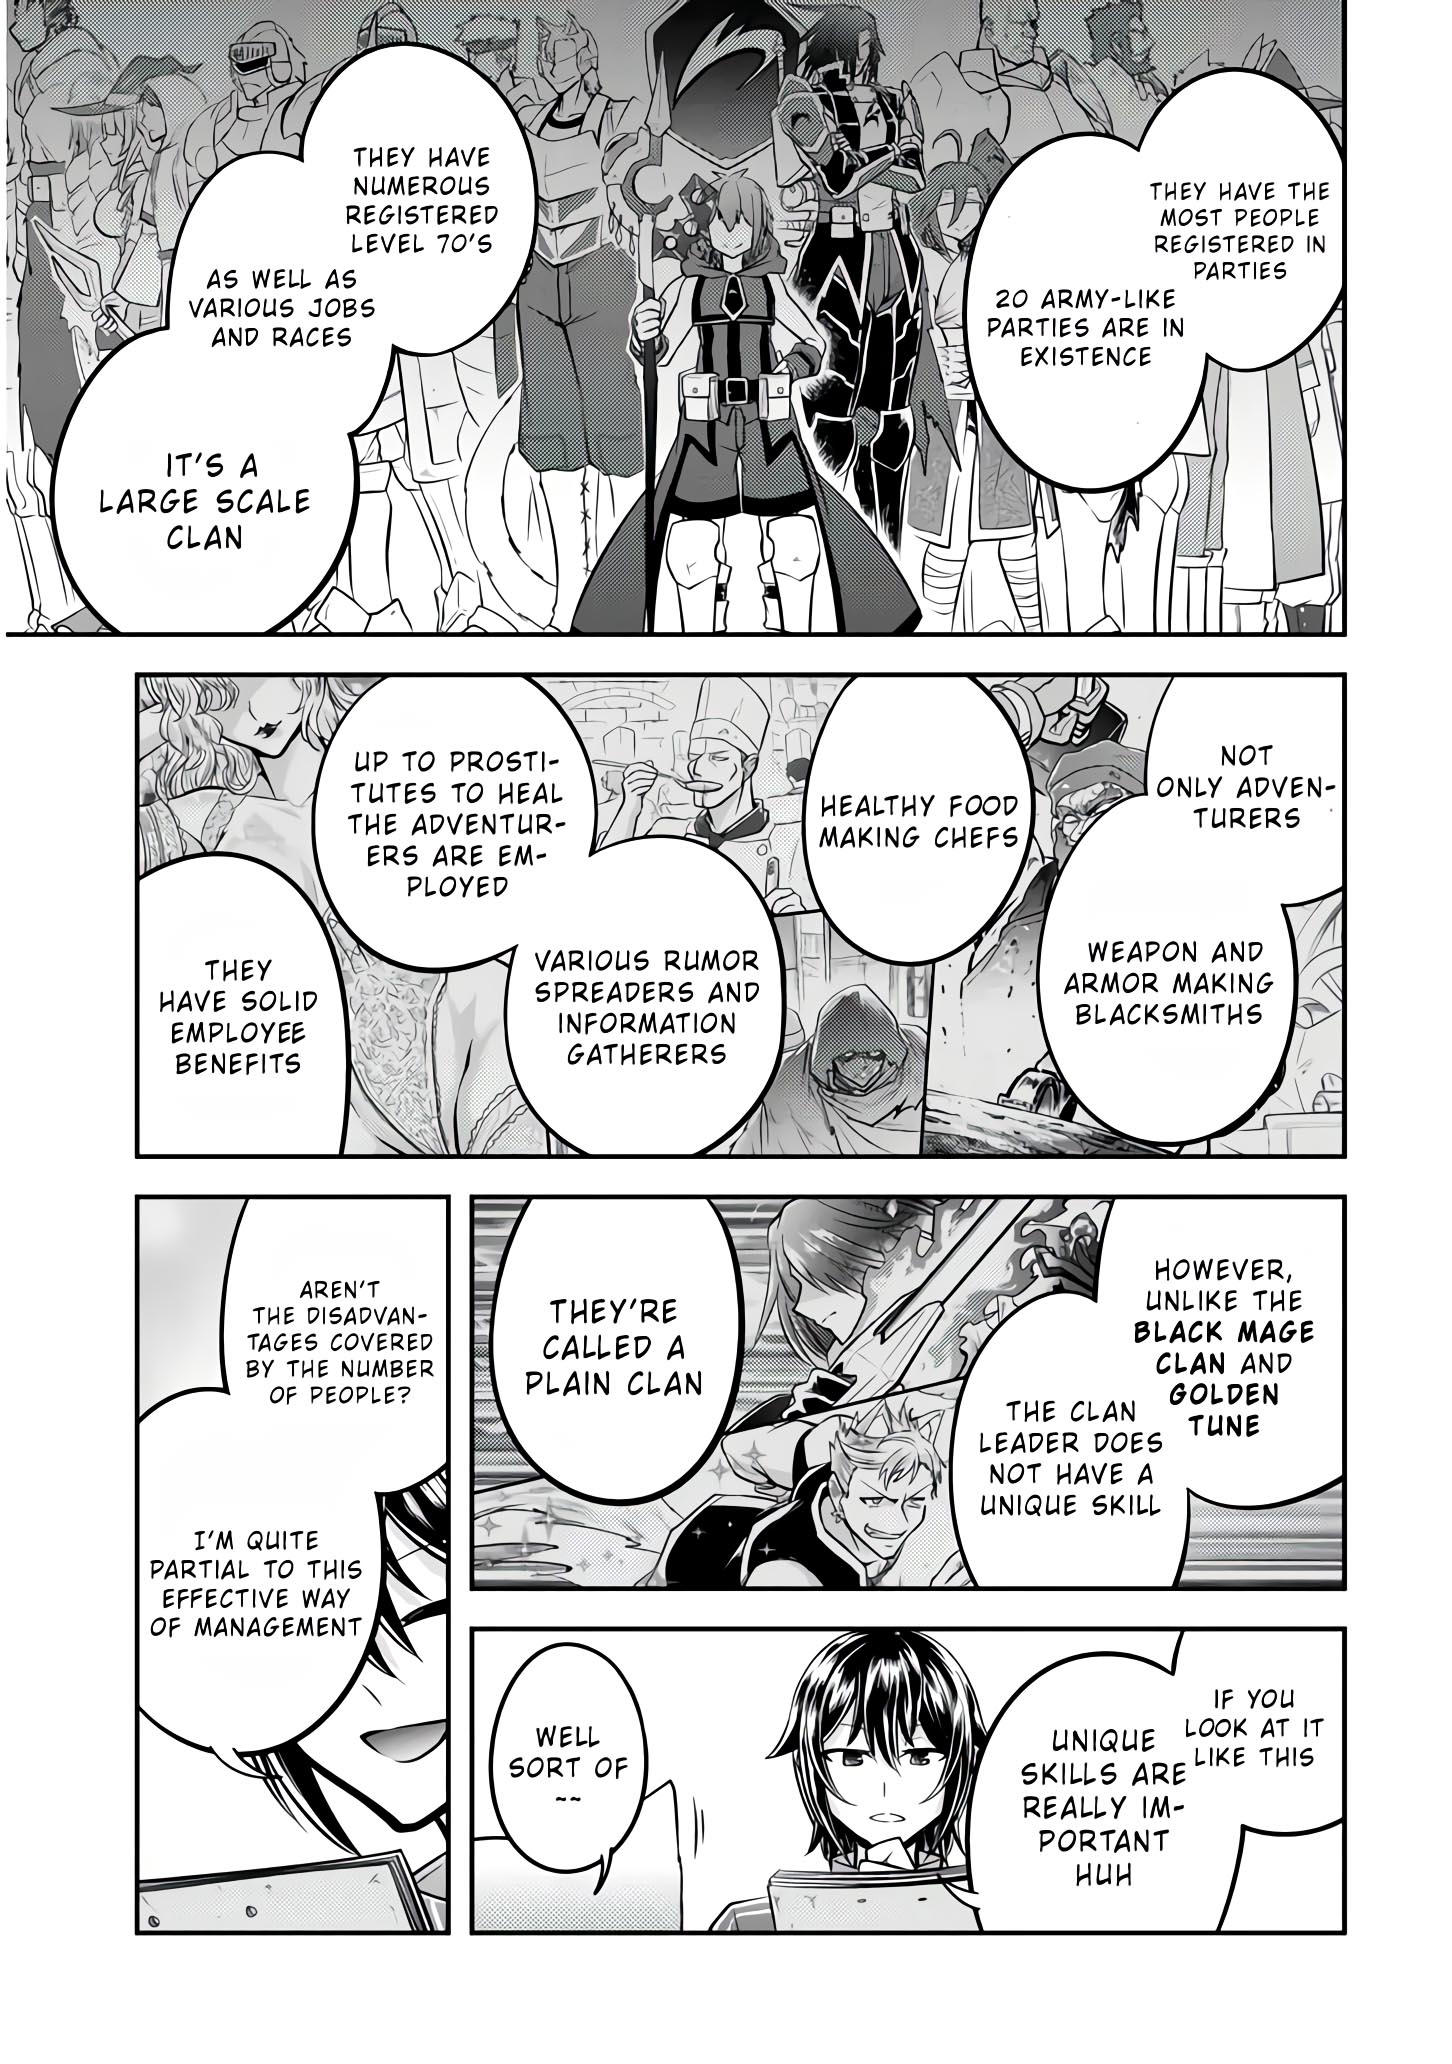 THEY HAVE THE
MOST PEOPLE
REGISTERED IN
PARTIES
20 ARMY-LIKE
PARTIES ARE IN
EXISTENCE
THEY HAVE
NUMEROUS
REGISTERED
LEVEL 70'S
AS WELL AS
VARIOUS JOBS
AND RACES
IT'S A
LARGE SCALE
CLAN
NOT
ONLY ADVEN-
TURERS
WEAPON AND
ARMOR MAKING
BLACKSMITHS
HEALTHY FOOD
MAKING CHEFS
VARIOUS RUMOR
SPREADERS AND
INFORMATION
GATHERERS
UP TO PROSTI-
TUTES TO HEAL
THE ADVENTUR-
ERS ARE EM-
PLOYED
THEY
HAVE SOLID
EMPLOYEE
BENEFITS
HOWEVER,
UNLIKE THE
BLACK MAGE
CLAN AND
GOLDEN
TUNE
THE CLAN
LEADER DOES
NOT HAVE A
UNIQUE SKILL
THEY'RE
CALLED A
PLAIN CLAN
AREN'T
THE DISADVAN-
TAGES COVERED
BY THE NUMBER
OF PEOPLE?
I'M QUITE
PARTIAL TO THIS
EFFECTIVE WAY
OF MANAGEMENT
IF YOU
LOOK AT IT
LIKE THIS
UNIQUE
SKILLS ARE
REALLY IM-
PORTANT
HUH
WELL
SORT OF
~~